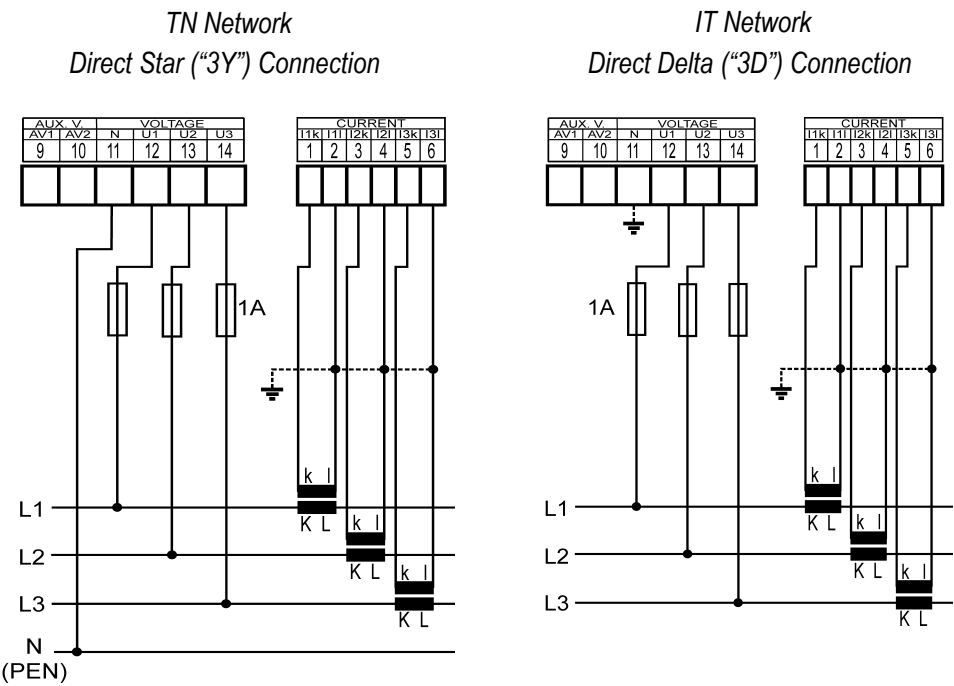 TN Network
Direct Star (“3Y”) Connection
AUX. V. VOLTAGE
AV1 AV2 N U1 U2 U3
9 10 11 12 13 14
CURRENT
I1k I1l I2k I2l I3k I3l
1 2 3 4 5 6
1A
k l
L1
K L
k l
L2
K L
k l
L3
K L
N
(PEN)
IT Network
Direct Delta (“3D”) Connection
AUX. V. VOLTAGE
AV1 AV2 N U1 U2 U3
9 10 11 12 13 14
CURRENT
I1k I1l I2k I2l I3k I3l
1 2 3 4 5 6
1A
k l
L1
K L
k l
L2
K L
k l
L3
K L